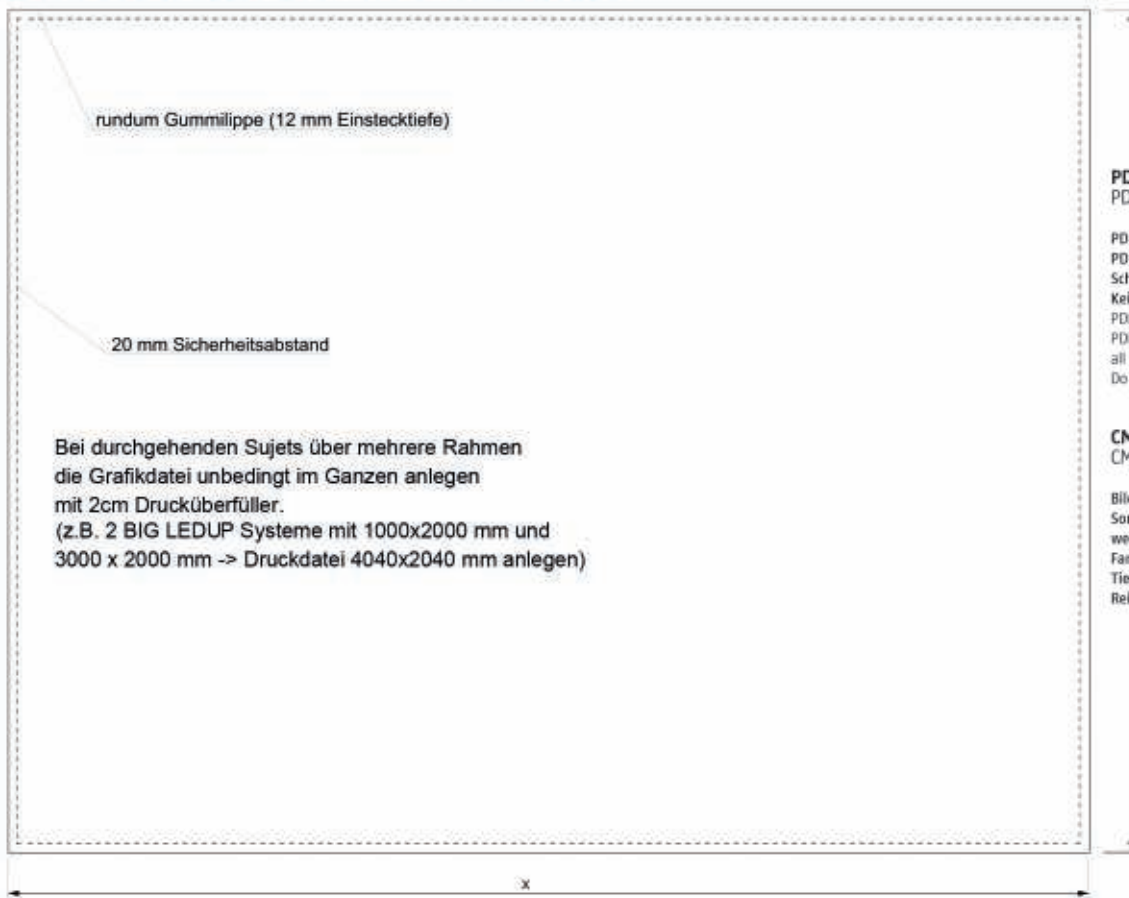 rundum Gummilippe (12 mm Einstecktiefe)
20 mm Sicherheitsabstand
Bei durchgehenden Sujets über mehrere Rahmen
die Grafikdatei unbedingt im Ganzen anlegen
mit 2cm Drucküberfüller.
(z.B. 2 BIG LEDUP Systeme mit 1000x2000 mm und
3000 x 2000 mm -> Druckdatei 4040x2040 mm anlegen)
x
all